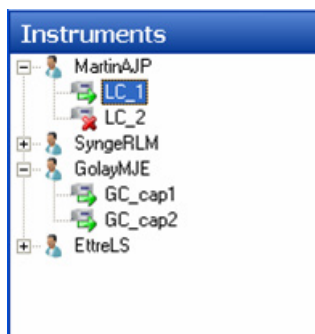 Instruments
MartinAJP
LC_1
LC_2
SyngeRLM
GolayMJE
GC_cap1
GC_cap2
EttreLS